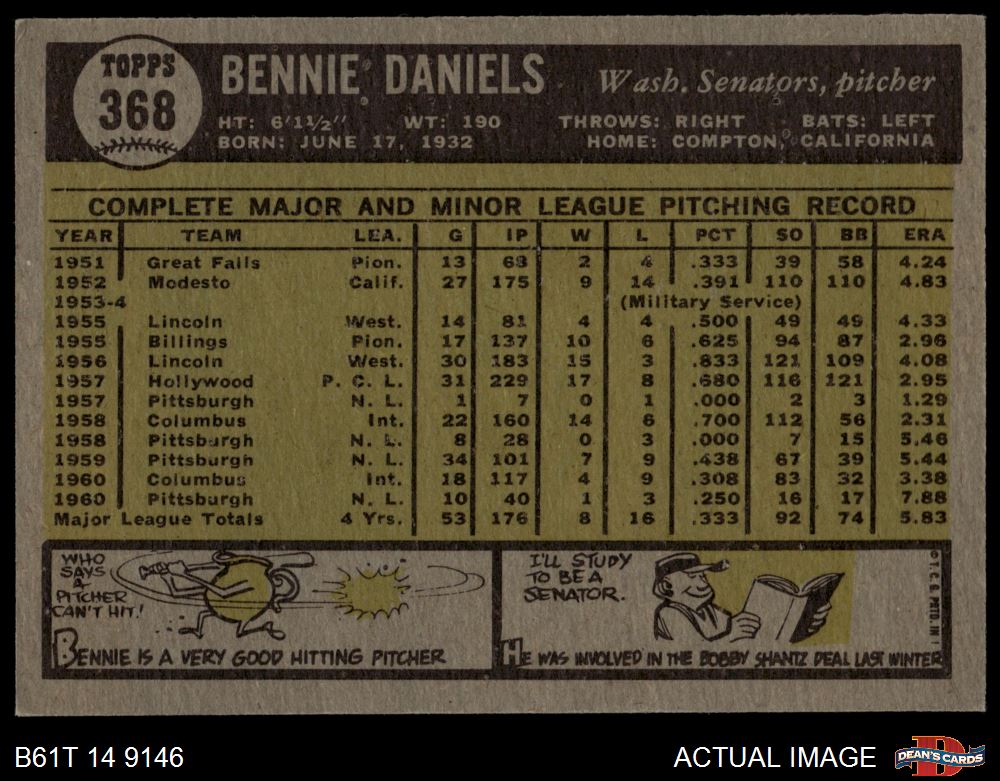 TOPPS
368
BENNIE DANIELS
Wash. Senators, pitcher
HT: 6'1½" WT: 190 THROWS: RIGHT BATS: LEFT
BORN: JUNE 17, 1932 HOME: COMPTON, CALIFORNIA
COMPLETE MAJOR AND MINOR LEAGUE PITCHING RECORD
YEAR TEAM LEA. G IP W L PCT SO BB ERA
1951 Great Falls Pion. 13 68 2 4 .333 39 58 4.24
1952 Modesto Calif. 27 175 9 14 .391 110 110 4.83
1953-4 (Military Service)
1955 Lincoln West. 14 81 4 4 .500 49 49 4.33
1955 Billings Pion. 17 137 10 6 .625 94 87 2.96
1956 Lincoln West. 30 183 15 3 .833 121 109 4.08
1957 Hollywood P. C. L. 31 229 17 8 .680 116 121 2.95
1957 Pittsburgh N. L. 1 7 0 1 .000 2 3 1.29
1958 Columbus Int. 22 160 14 6 .700 112 56 2.31
1958 Pittsburgh N. L. 8 28 0 3 .000 7 15 5.46
1959 Pittsburgh N. L. 34 101 7 9 .438 67 39 5.44
1960 Columbus Int. 18 117 4 9 .308 83 32 3.38
1960 Pittsburgh N. L. 10 40 1 3 .250 16 17 7.88
Major League Totals 4 Yrs. 53 176 8 16 .333 92 74 5.83
WHO
SAYS
A
PITCHER
CAN'T HIT!
BENNIE IS A VERY GOOD HITTING PITCHER
I'LL STUDY
TO BE A
SENATOR.
HE WAS INVOLVED IN THE BOBBY SHANTZ DEAL LAST WINTER
© T. C. G. PRTD. IN
B61T 14 9146
ACTUAL IMAGE
DEAN'S CARDS